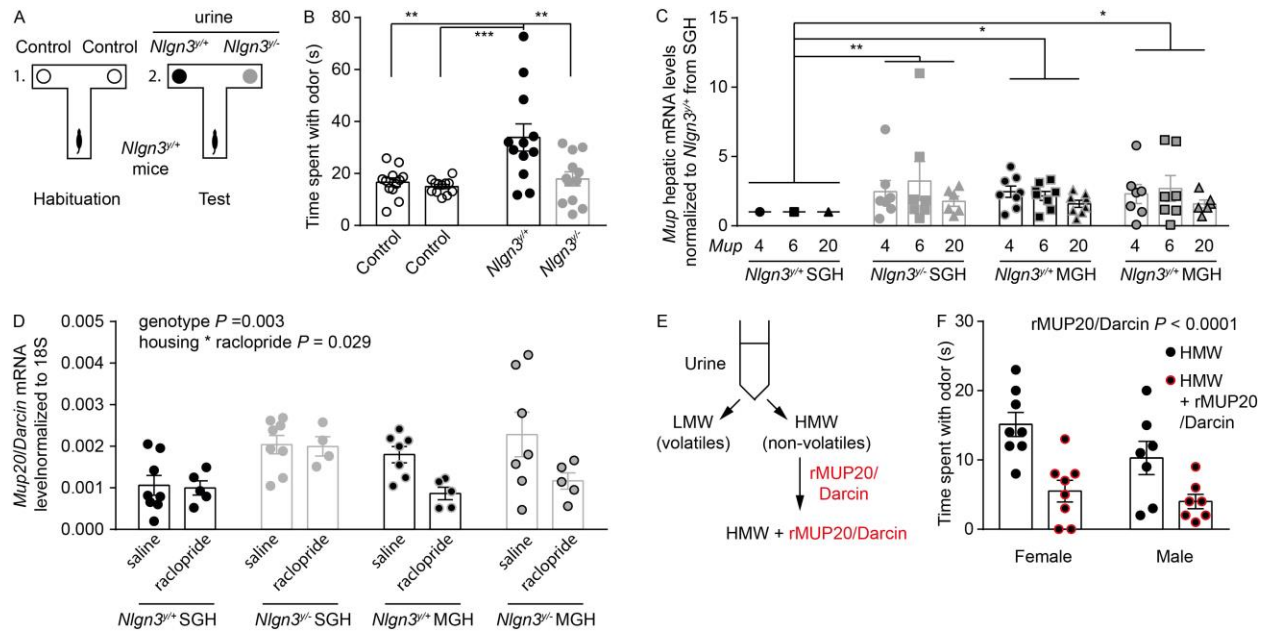 A
urine
Control Control Nlgn3y/+ Nlgn3y/-
1. 2.
Nlgn3y/+
mice
Habituation Test
B
Time spent with odor (s)
80
60
40
20
0
** **
***
Control Control Nlgn3y/+ Nlgn3y/-
C
Mup hepatic mRNA levels
normalized to Nlgn3y/+ from SGH
15
10
5
0
*
*
**
Mup 4 6 20 4 6 20 4 6 20 4 6 20
Nlgn3y/+ SGH Nlgn3y/- SGH Nlgn3y/+ MGH Nlgn3y/+ MGH
D
Mup20/Darcin mRNA
levelnormalized to 18S
0.005
0.004
0.003
0.002
0.001
0.000
genotype P =0.003
housing * raclopride P = 0.029
saline raclopride saline raclopride saline raclopride saline raclopride
Nlgn3y/+ SGH Nlgn3y/- SGH Nlgn3y/+ MGH Nlgn3y/- MGH
E
Urine
LMW HMW
(volatiles) (non-volatiles)
rMUP20/
Darcin
HMW + rMUP20/Darcin
F
Time spent with odor (s)
30
20
10
0
rMUP20/Darcin P < 0.0001
HMW
HMW
+ rMUP20
/Darcin
Female Male